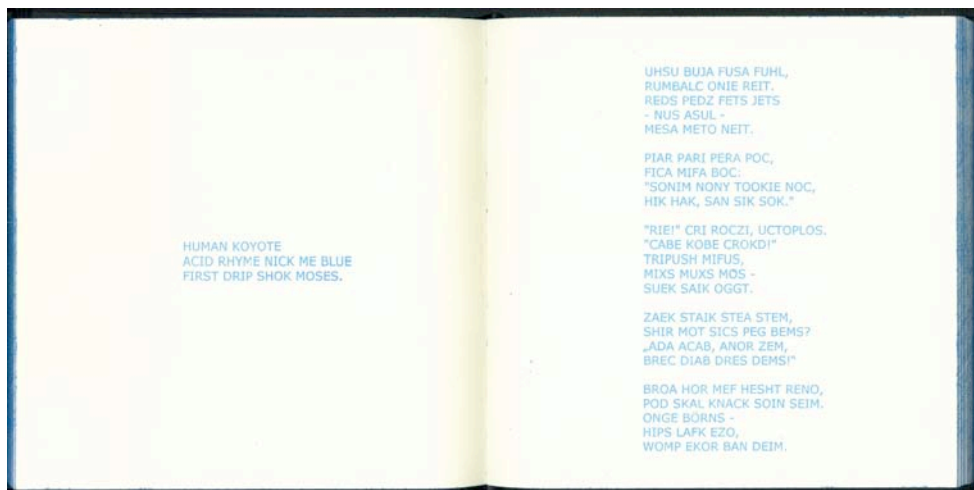 HUMAN KOYOTE
ACID RHYME NICK ME BLUE
FIRST DRIP SHOK MOSES.
UHSU BUJA FUSA FUHL,
RUMBALC ONIE REIT.
REDS PEDZ FETS JETS
- NUS ASUL -
MESA METO NEIT.
PIAR PARI PERA POC,
FICA MIFA BOC:
"SONIM NONY TOOKIE NOC,
HIK HAK, SAN SIK SOK."
"RIE!" CRI ROCZI, UCTOPLOS.
"CABE KOBE CROKD!"
TRIPUSH MIFUS,
MIXS MUXS MOS -
SUEK SAIK OGGT.
ZAEK STAIK STEA STEM,
SHIR MOT SICS PEG BEMS?
„ADA ACAB, ANOR ZEM,
BREC DIAB DRES DEMS!"
BROA HOR MEF HESHT RENO,
POD SKAL KNACK SOIN SEIM.
ONGE BÖRNS -
HIPS LAFK EZO,
WOMP EKOR BAN DEIM.